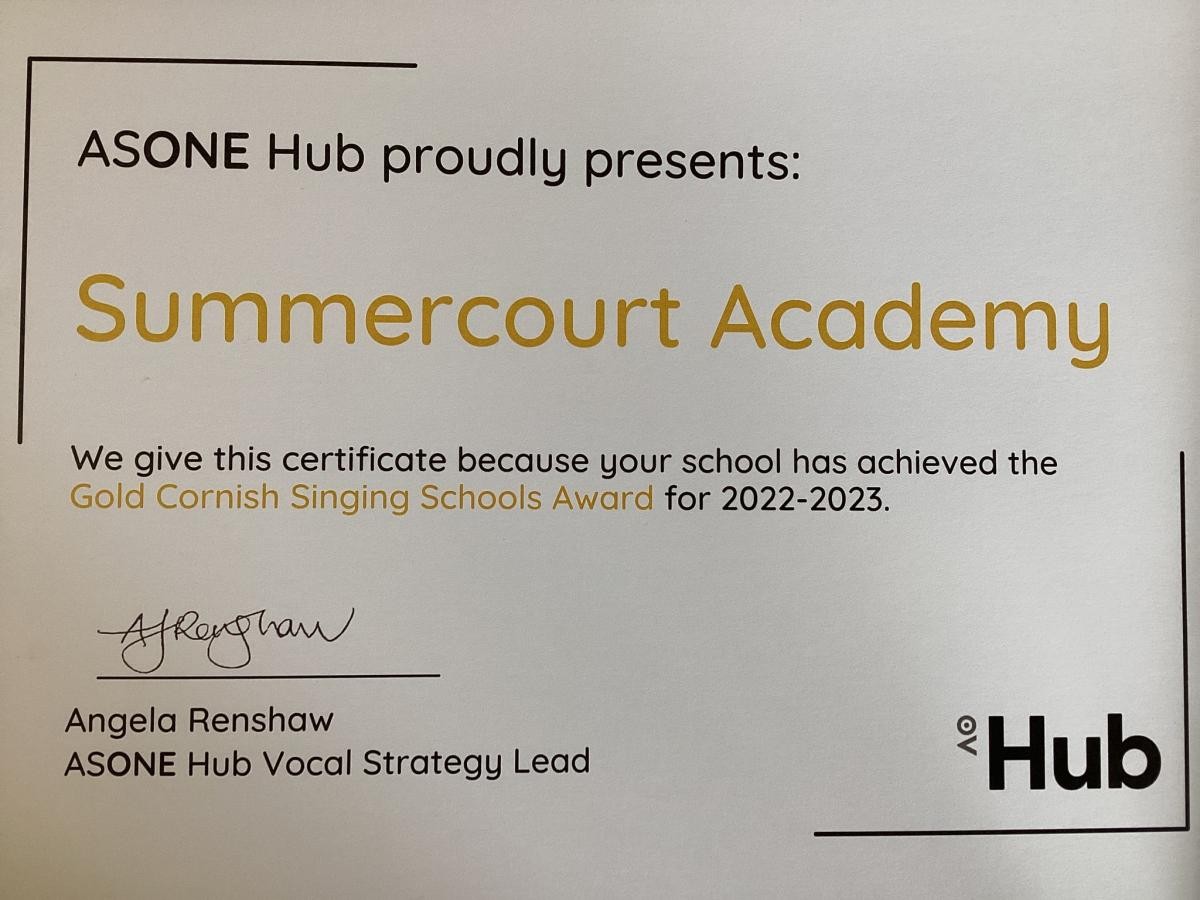 ASONE Hub proudly presents:
Summercourt Academy
We give this certificate because your school has achieved the
Gold Cornish Singing Schools Award for 2022-2023.
AJRenshaw
Angela Renshaw
ASONE Hub Vocal Strategy Lead
Hub